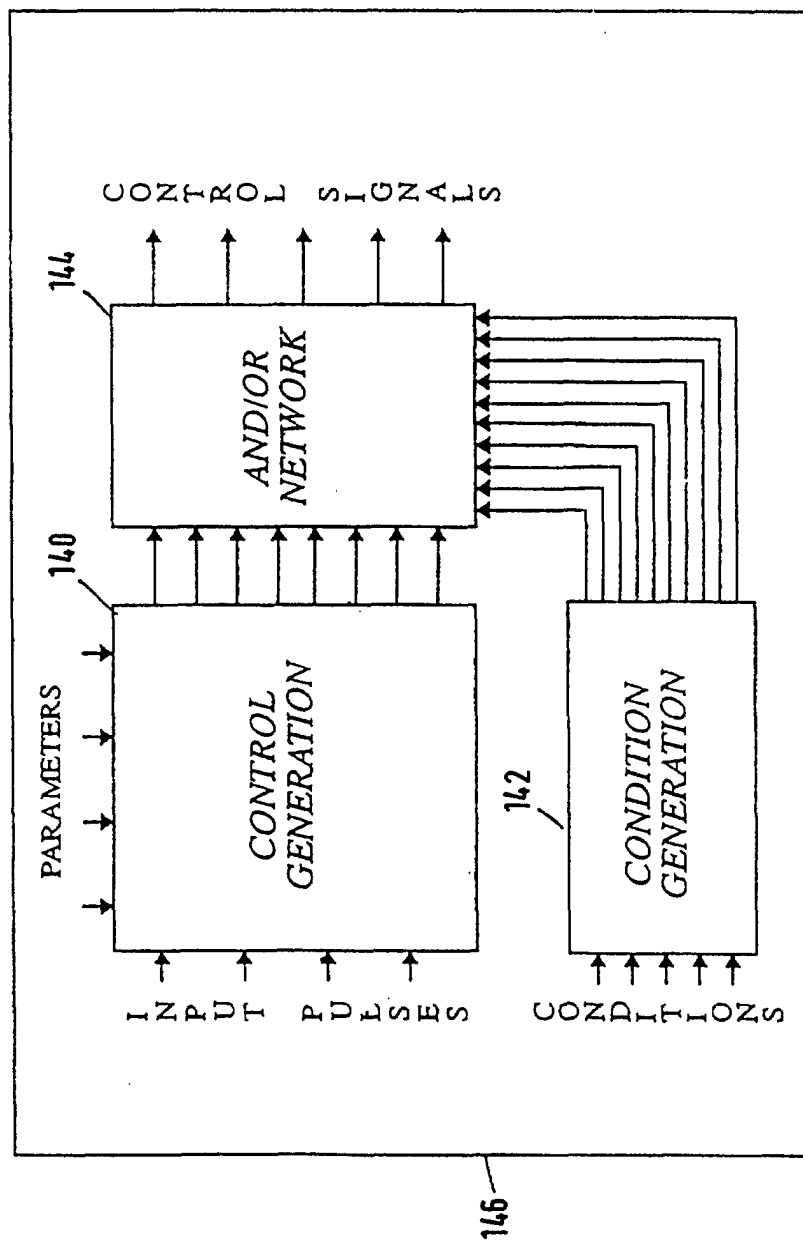 PARAMETERS
140
144
INPUT PULSES
CONTROL
GENERATION
AND/OR
NETWORK
CONTROL SIGNALS
142
CONDITIONS
CONDITION
GENERATION
146